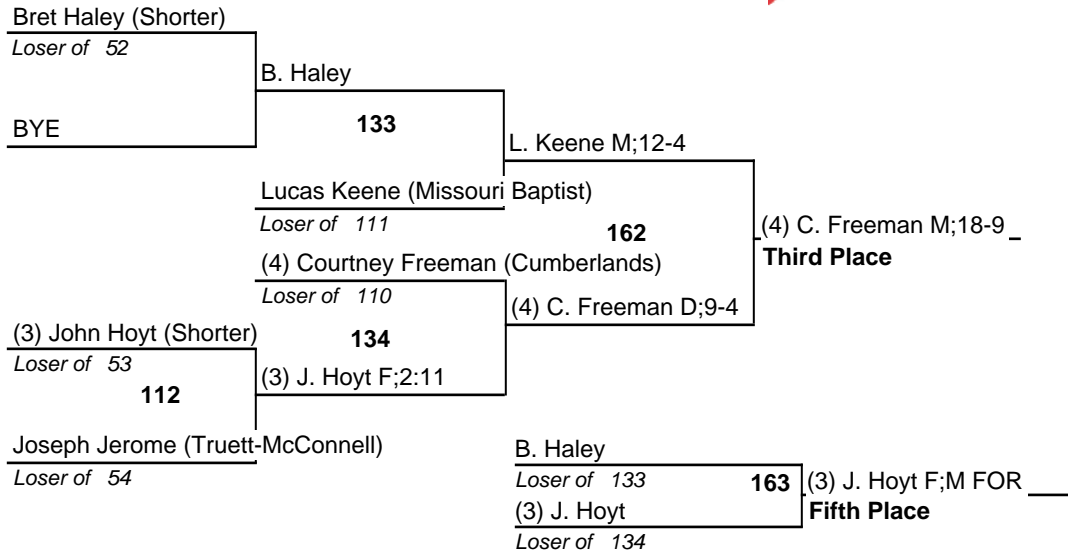 Bret Haley (Shorter)
Loser of 52
B. Haley
BYE
133
L. Keene M;12-4
Lucas Keene (Missouri Baptist)
Loser of 111
162
(4) C. Freeman M;18-9
Third Place
(4) Courtney Freeman (Cumberlands)
Loser of 110
(4) C. Freeman D;9-4
(3) John Hoyt (Shorter)
Loser of 53
134
112
(3) J. Hoyt F;2:11
Joseph Jerome (Truett-McConnell)
Loser of 54
B. Haley
Loser of 133
163
(3) J. Hoyt F;M FOR
(3) J. Hoyt
Fifth Place
Loser of 134